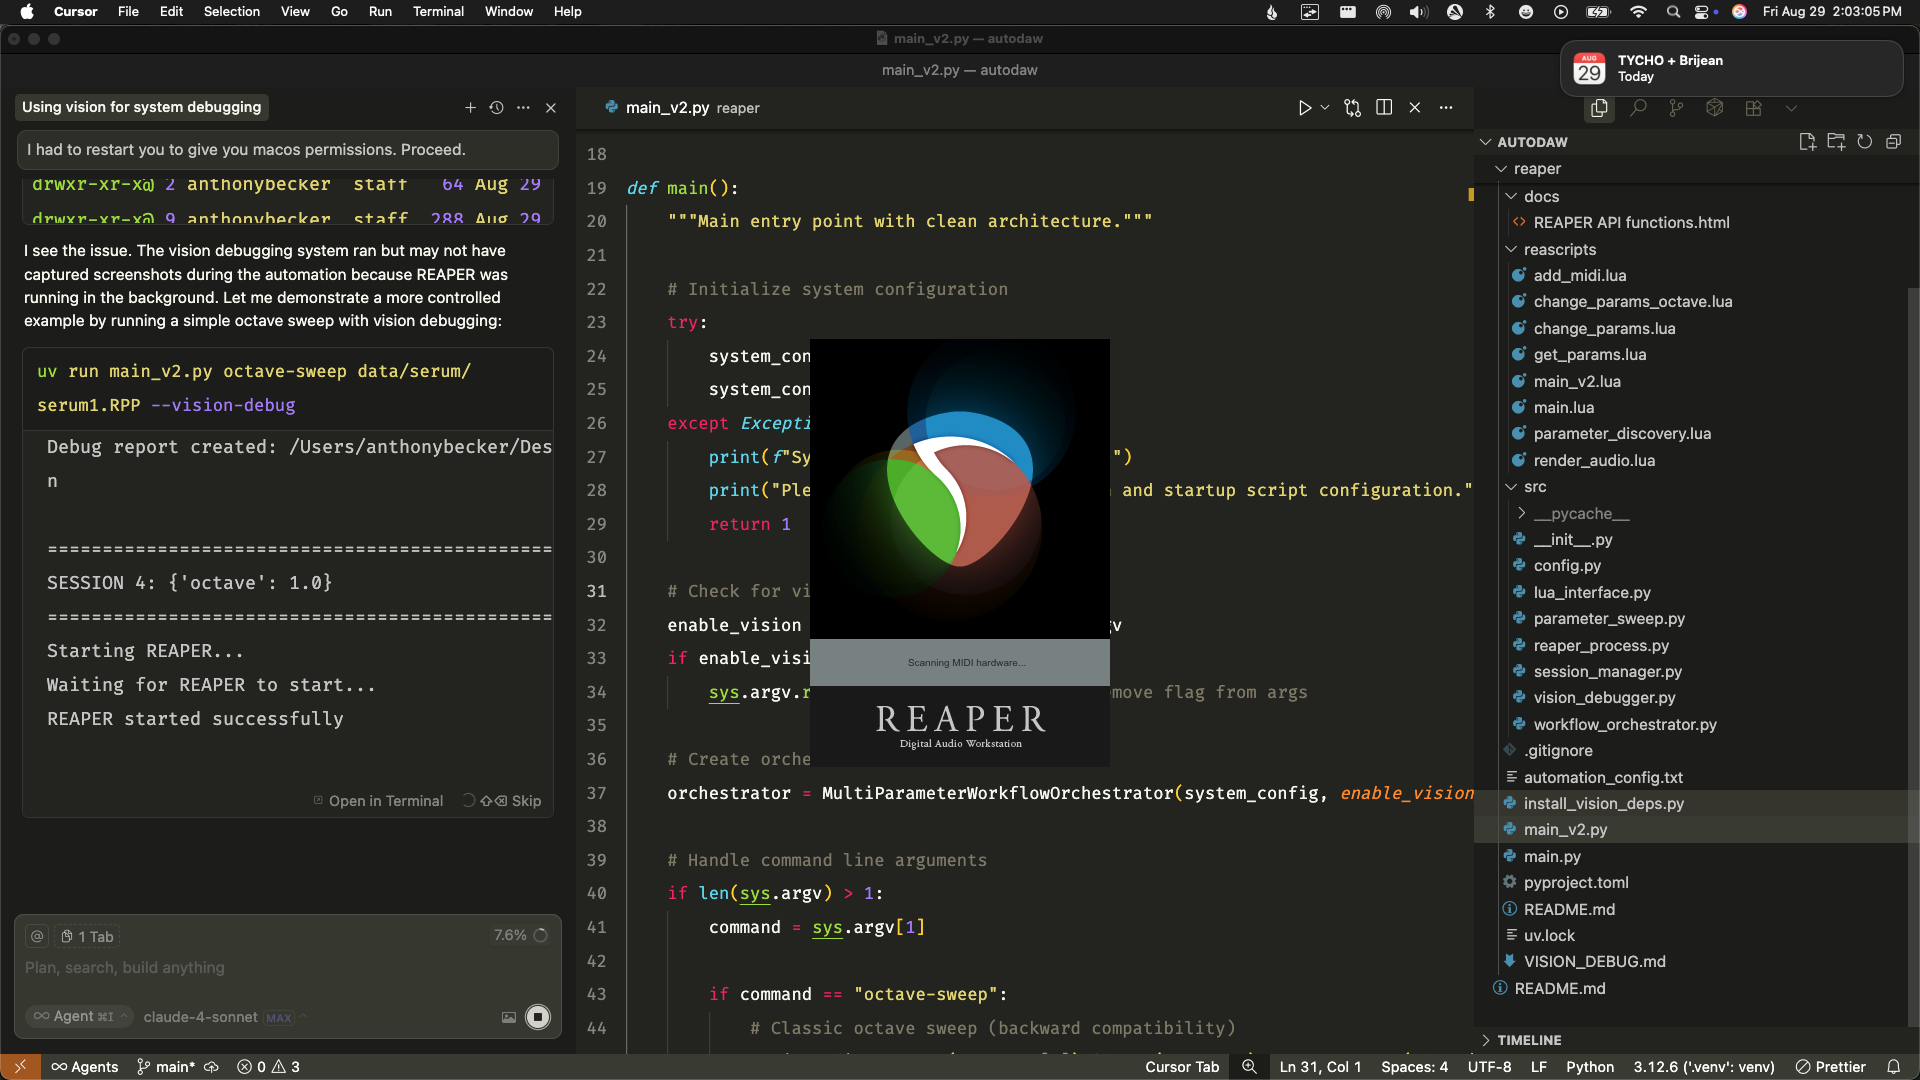 Cursor File Edit Selection View Go Run Terminal Window Help
Fri Aug 29 2:03:05 PM
main_v2.py — autodaw
main_v2.py — autodaw
AUG
29
TYCHO + Brijean
Today
Using vision for system debugging
I had to restart you to give you macos permissions. Proceed.
drwxr-xr-x@ 2 anthonybecker staff 64 Aug 29
drwxr-xr-x@ 9 anthonybecker staff 288 Aug 29
I see the issue. The vision debugging system ran but may not have
captured screenshots during the automation because REAPER was
running in the background. Let me demonstrate a more controlled
example by running a simple octave sweep with vision debugging:
uv run main_v2.py octave-sweep data/serum/
serum1.RPP --vision-debug
Debug report created: /Users/anthonybecker/Des
n
==============================================
SESSION 4: {'octave': 1.0}
==============================================
Starting REAPER...
Waiting for REAPER to start...
REAPER started successfully
Open in Terminal
Skip
@ 1 Tab
7.6%
Plan, search, build anything
Agent ⌘I
claude-4-sonnet MAX
main_v2.py reaper
18
19 def main():
20 """Main entry point with clean architecture."""
21
22 # Initialize system configuration
23 try:
24 system_con
25 system_con
26 except Excepti
27 print(f"Sy ")
28 print("Ple and startup script configuration."
29 return 1
30
31 # Check for vi
32 enable_vision v
33 if enable_visi
34 sys.argv.r move flag from args
35
36 # Create orche
37 orchestrator = MultiParameterWorkflowOrchestrator(system_config, enable_vision
38
39 # Handle command line arguments
40 if len(sys.argv) > 1:
41 command = sys.argv[1]
42
43 if command == "octave-sweep":
44 # Classic octave sweep (backward compatibility)
Scanning MIDI hardware...
REAPER
Digital Audio Workstation
AUTODAW
reaper
docs
REAPER API functions.html
reascripts
add_midi.lua
change_params_octave.lua
change_params.lua
get_params.lua
main_v2.lua
main.lua
parameter_discovery.lua
render_audio.lua
src
__pycache__
__init__.py
config.py
lua_interface.py
parameter_sweep.py
reaper_process.py
session_manager.py
vision_debugger.py
workflow_orchestrator.py
.gitignore
automation_config.txt
install_vision_deps.py
main_v2.py
main.py
pyproject.toml
README.md
uv.lock
VISION_DEBUG.md
README.md
TIMELINE
Agents main* 0 3
Cursor Tab Ln 31, Col 1 Spaces: 4 UTF-8 LF Python 3.12.6 ('.venv': venv) Prettier